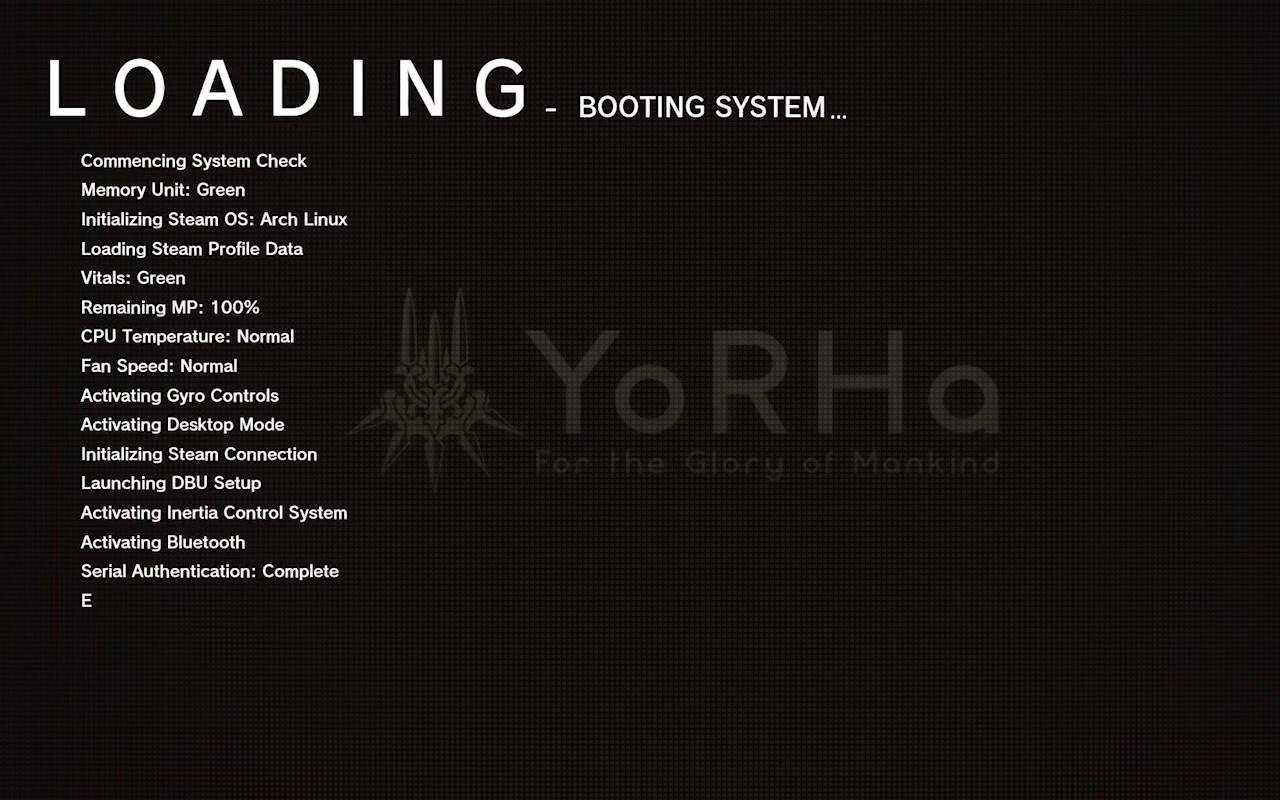 LOADING - BOOTING SYSTEM...
Commencing System Check
Memory Unit: Green
Initializing Steam OS: Arch Linux
Loading Steam Profile Data
Vitals: Green
Remaining MP: 100%
CPU Temperature: Normal
Fan Speed: Normal
Activating Gyro Controls
Activating Desktop Mode
Initializing Steam Connection
Launching DBU Setup
Activating Inertia Control System
Activating Bluetooth
Serial Authentication: Complete
E
YoRHa
For the Glory of Mankind